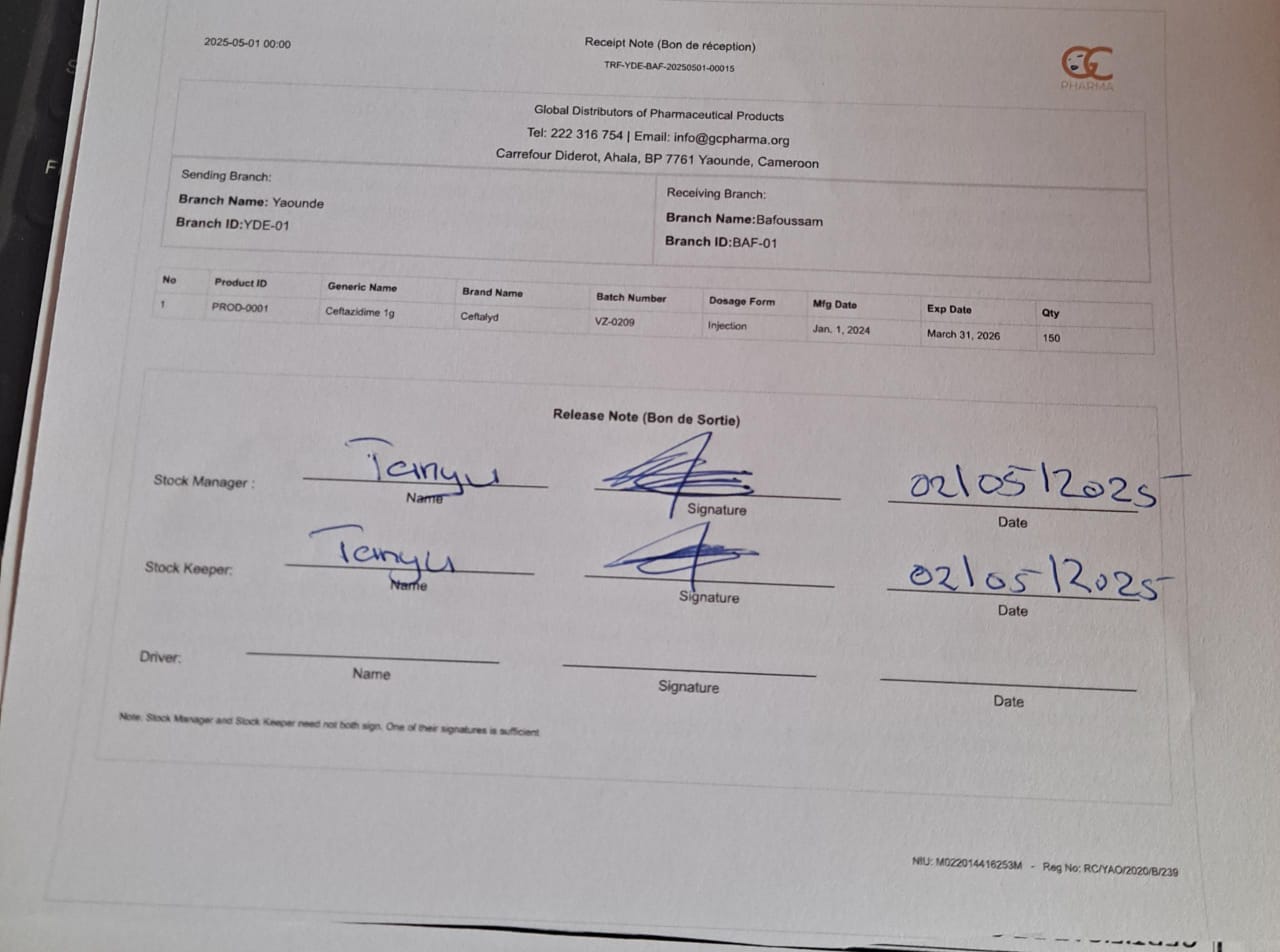 2025-05-01 00:00
Receipt Note (Bon de réception)
TRF-YDE-BAF-20250501-00015
GC
PHARMA
Global Distributors of Pharmaceutical Products
Tel: 222 316 754 | Email: info@gcpharma.org
Carrefour Diderot, Ahala, BP 7761 Yaounde, Cameroon
Sending Branch:
Branch Name: Yaounde
Branch ID:YDE-01
Receiving Branch:
Branch Name:Bafoussam
Branch ID:BAF-01
No Product ID Generic Name Brand Name Batch Number Dosage Form Mfg Date Exp Date Qty
1 PROD-0001 Ceftazidime 1g Ceftalyd VZ-0209 Injection Jan. 1, 2024 March 31, 2026 150
Release Note (Bon de Sortie)
Stock Manager : Tanyu 02/05/2025
Name Signature Date
Stock Keeper: Tanyu 02/05/2025
Name Signature Date
Driver:
Name Signature Date
Note: Stock Manager and Stock Keeper need not both sign. One of their signatures is sufficient
NIU: M022014416253M - Reg No: RC/YAO/2020/B/239